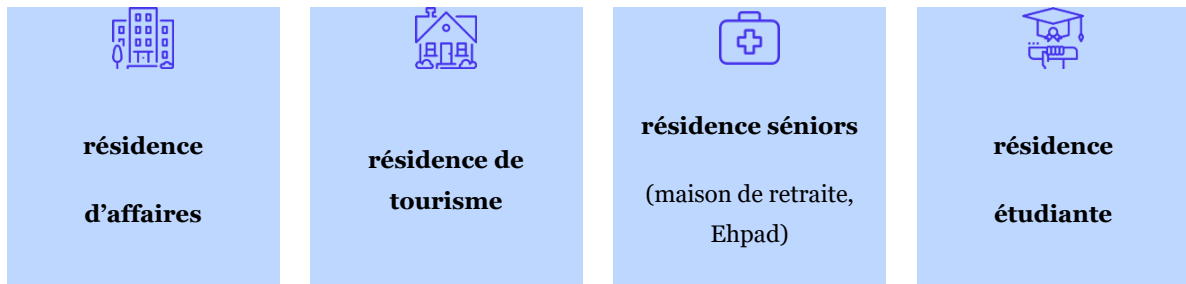 résidence
d’affaires
résidence de
tourisme
résidence séniors
(maison de retraite,
Ehpad)
résidence
étudiante